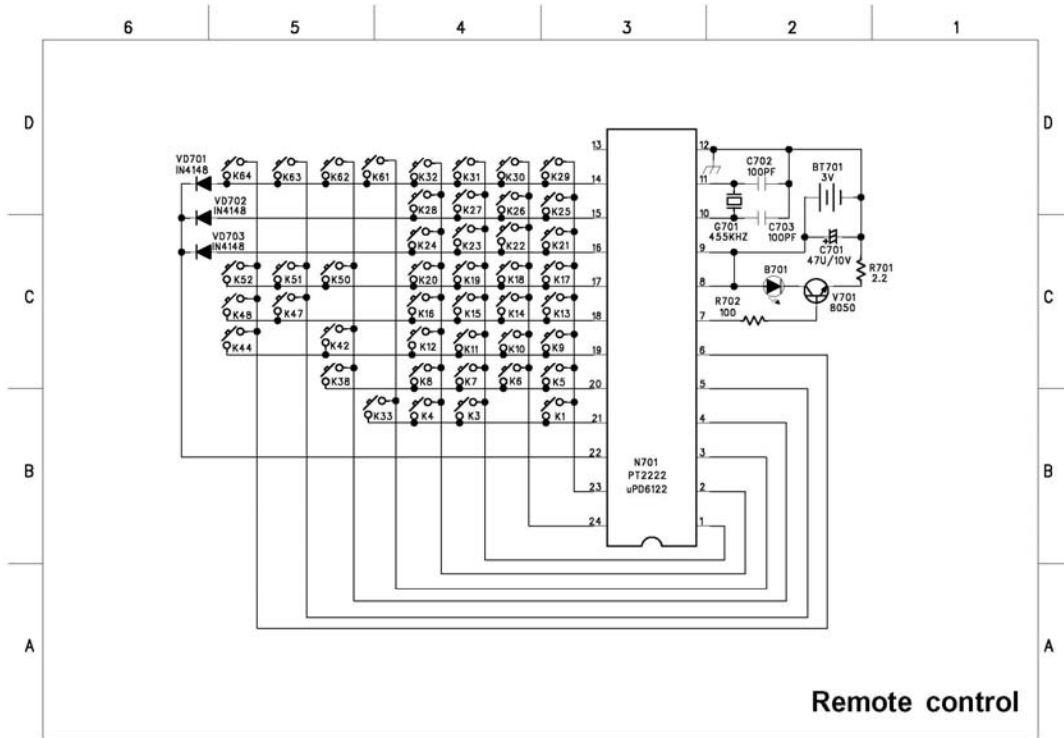 6 5 4 3 2 1
D D
13 12
VD701
IN4148
K64 K63 K62 K61 K32 K31 K30 K29 14 11
C702
100PF
BT701
3V
VD702
IN4148
K28 K27 K26 K25 15 10
G701
455KHZ
C703
100PF
VD703
IN4148
K24 K23 K22 K21 16 9
C701
+
47U/10V
C C
K52 K51 K50 K20 K19 K18 K17 17 8
B701
R701
2.2
V701
8050
K48 K47 K16 K15 K14 K13 18 7
R702
100
K44 K42 K12 K11 K10 K9 19 6
K38 K8 K7 K6 K5 20 5
K33 K4 K3 K1 21 4
B B
22 3
N701
PT2222
uPD6122
23 2
24 1
A A
Remote control